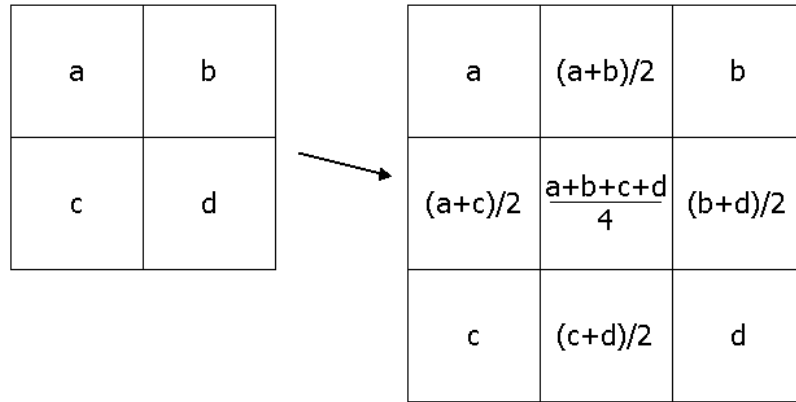 a b
c d
a (a+b)/2 b
(a+c)/2 a+b+c+d/4 (b+d)/2
c (c+d)/2 d